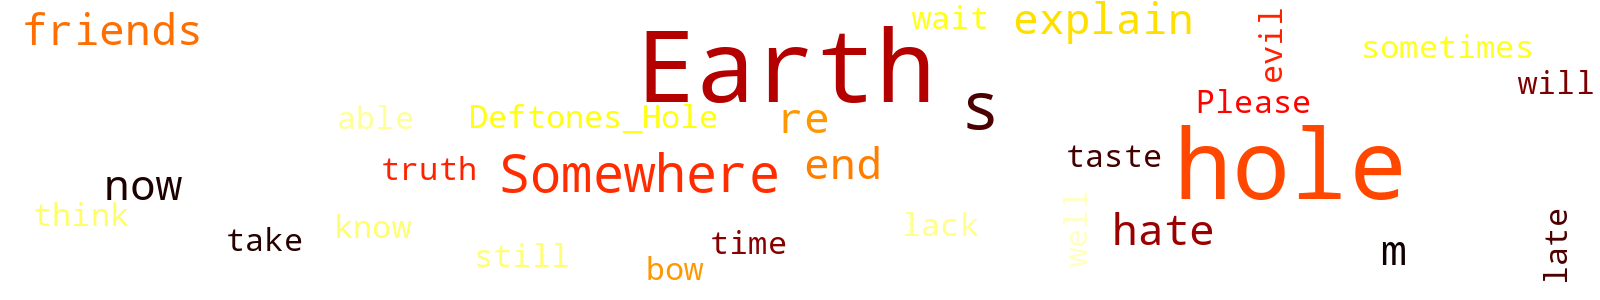 friends
Earth
wait
explain
evil
sometimes
will
able
Deftones_Hole
re
s
Please
now
truth
Somewhere
end
taste
hole
think
take
know
still
bow
time
lack
well
hate
m
late